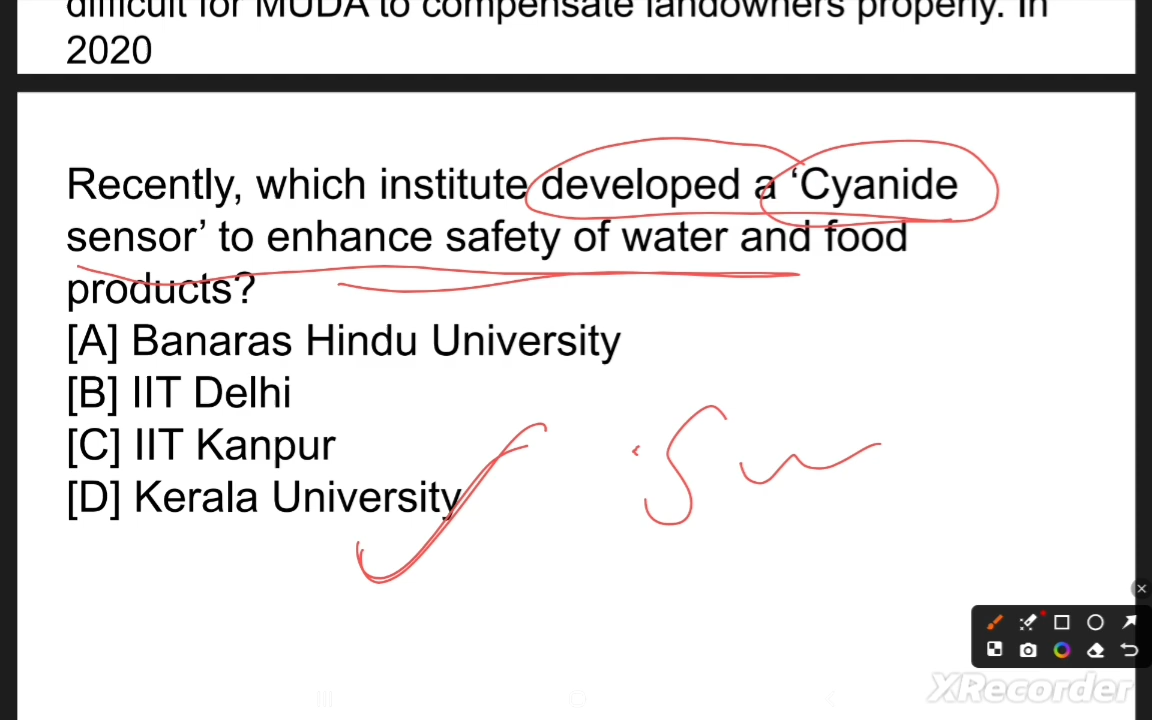 difficult for MUDA to compensate landowners properly. In
2020
Recently, which institute developed a ‘Cyanide
sensor’ to enhance safety of water and food
products?
[A] Banaras Hindu University
[B] IIT Delhi
[C] IIT Kanpur
[D] Kerala University
XRecorder